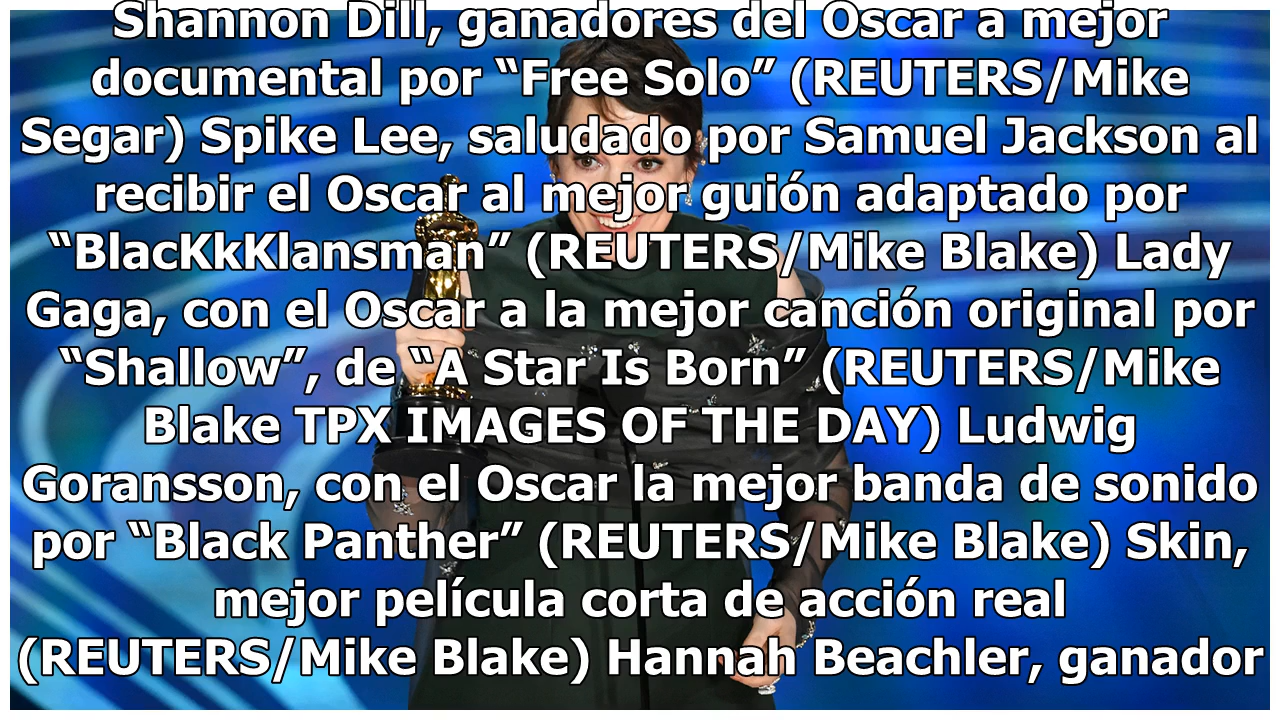 Shannon Dill, ganadores del Oscar a mejor
documental por “Free Solo” (REUTERS/Mike
Segar) Spike Lee, saludado por Samuel Jackson al
recibir el Oscar al mejor guión adaptado por
“BlacKkKlansman” (REUTERS/Mike Blake) Lady
Gaga, con el Oscar a la mejor canción original por
“Shallow”, de “A Star Is Born” (REUTERS/Mike
Blake TPX IMAGES OF THE DAY) Ludwig
Goransson, con el Oscar la mejor banda de sonido
por “Black Panther” (REUTERS/Mike Blake) Skin,
mejor película corta de acción real
(REUTERS/Mike Blake) Hannah Beachler, ganador